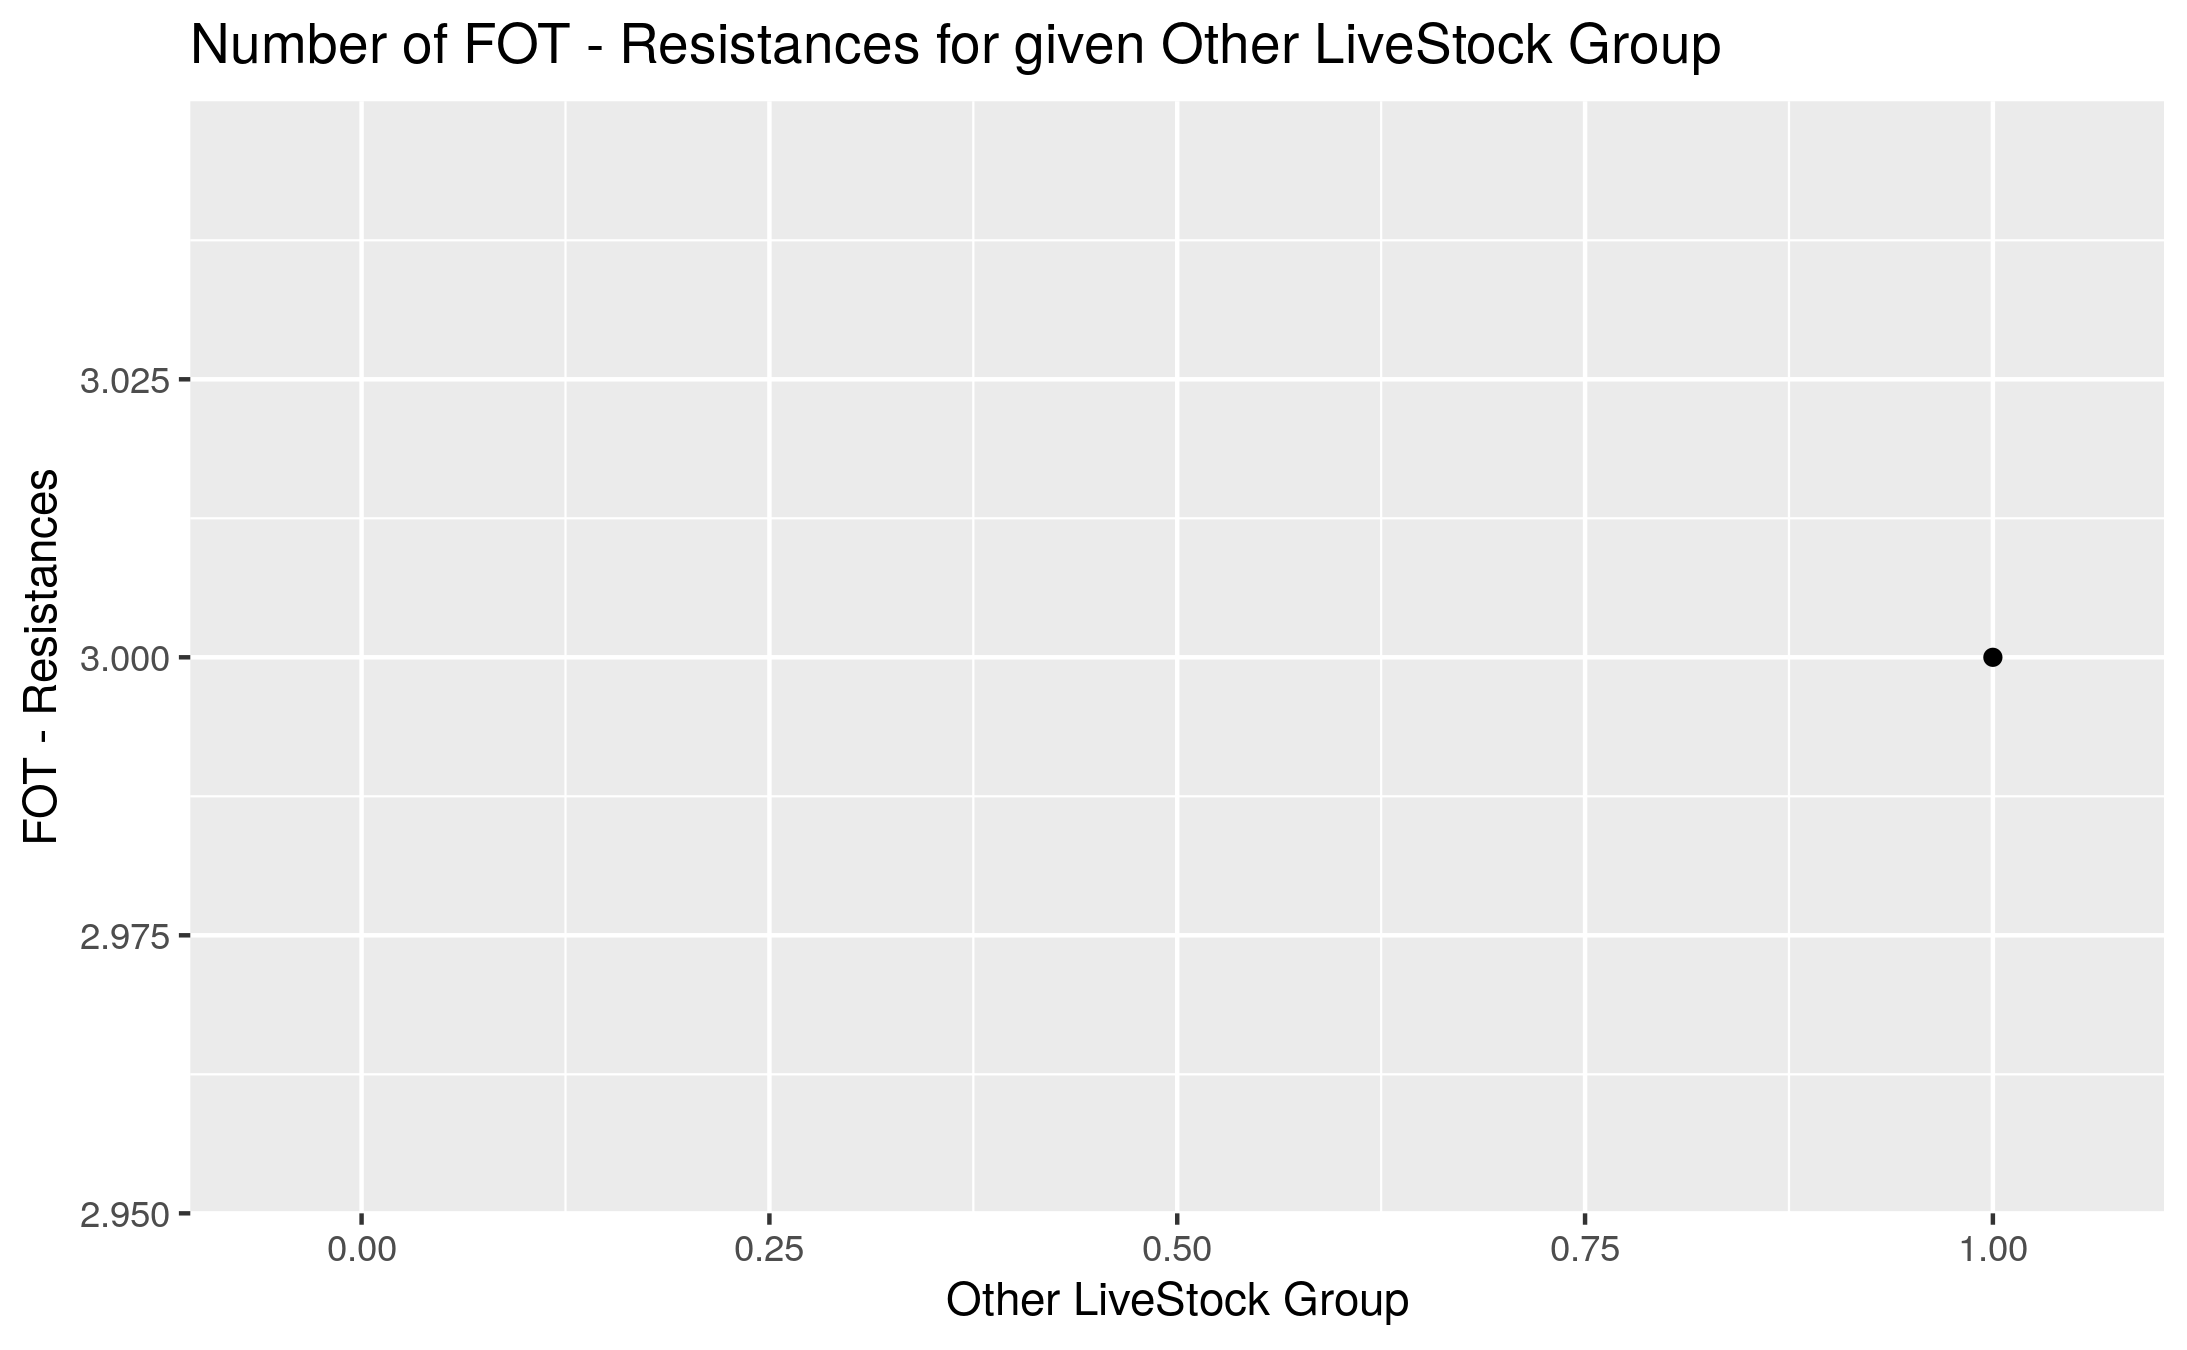 Number of FOT - Resistances for given Other LiveStock Group
FOT - Resistances
3.025
3.000
2.975
2.950
0.00 0.25 0.50 0.75 1.00
Other LiveStock Group